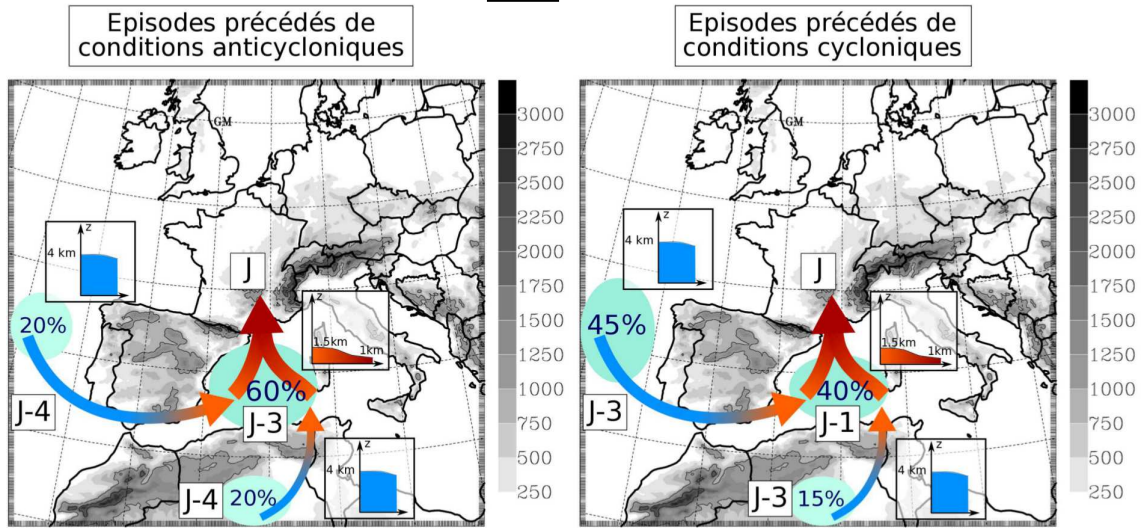 Episodes précédés de
conditions anticycloniques
Episodes précédés de
conditions cycloniques
GM
z
4 km
J
20%
z
1.5km
1km
60%
J-4
J-3
z
4 km
J-4
20%
3000
2750
2500
2250
2000
1750
1500
1250
1000
750
500
250
GM
z
4 km
J
45%
z
1.5km
1km
40%
J-3
J-1
z
4 km
J-3
15%
3000
2750
2500
2250
2000
1750
1500
1250
1000
750
500
250